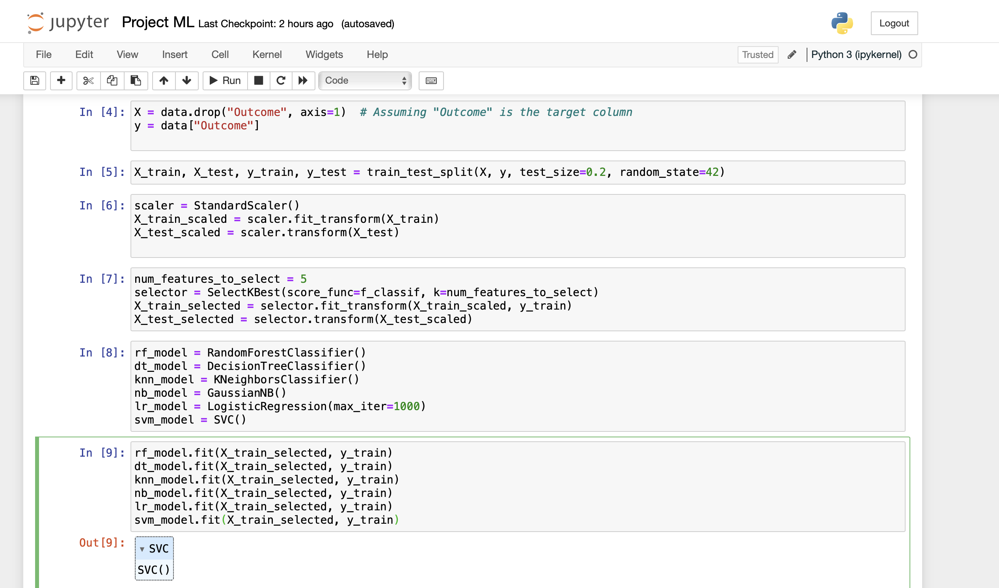 jupyter Project ML Last Checkpoint: 2 hours ago (autosaved)
Logout
File Edit View Insert Cell Kernel Widgets Help
Trusted Python 3 (ipykernel)
Run Code
In [4]: X = data.drop("Outcome", axis=1)  # Assuming "Outcome" is the target column
y = data["Outcome"]
In [5]: X_train, X_test, y_train, y_test = train_test_split(X, y, test_size=0.2, random_state=42)
In [6]: scaler = StandardScaler()
X_train_scaled = scaler.fit_transform(X_train)
X_test_scaled = scaler.transform(X_test)
In [7]: num_features_to_select = 5
selector = SelectKBest(score_func=f_classif, k=num_features_to_select)
X_train_selected = selector.fit_transform(X_train_scaled, y_train)
X_test_selected = selector.transform(X_test_scaled)
In [8]: rf_model = RandomForestClassifier()
dt_model = DecisionTreeClassifier()
knn_model = KNeighborsClassifier()
nb_model = GaussianNB()
lr_model = LogisticRegression(max_iter=1000)
svm_model = SVC()
In [9]: rf_model.fit(X_train_selected, y_train)
dt_model.fit(X_train_selected, y_train)
knn_model.fit(X_train_selected, y_train)
nb_model.fit(X_train_selected, y_train)
lr_model.fit(X_train_selected, y_train)
svm_model.fit(X_train_selected, y_train)
Out[9]: ▾ SVC
SVC()